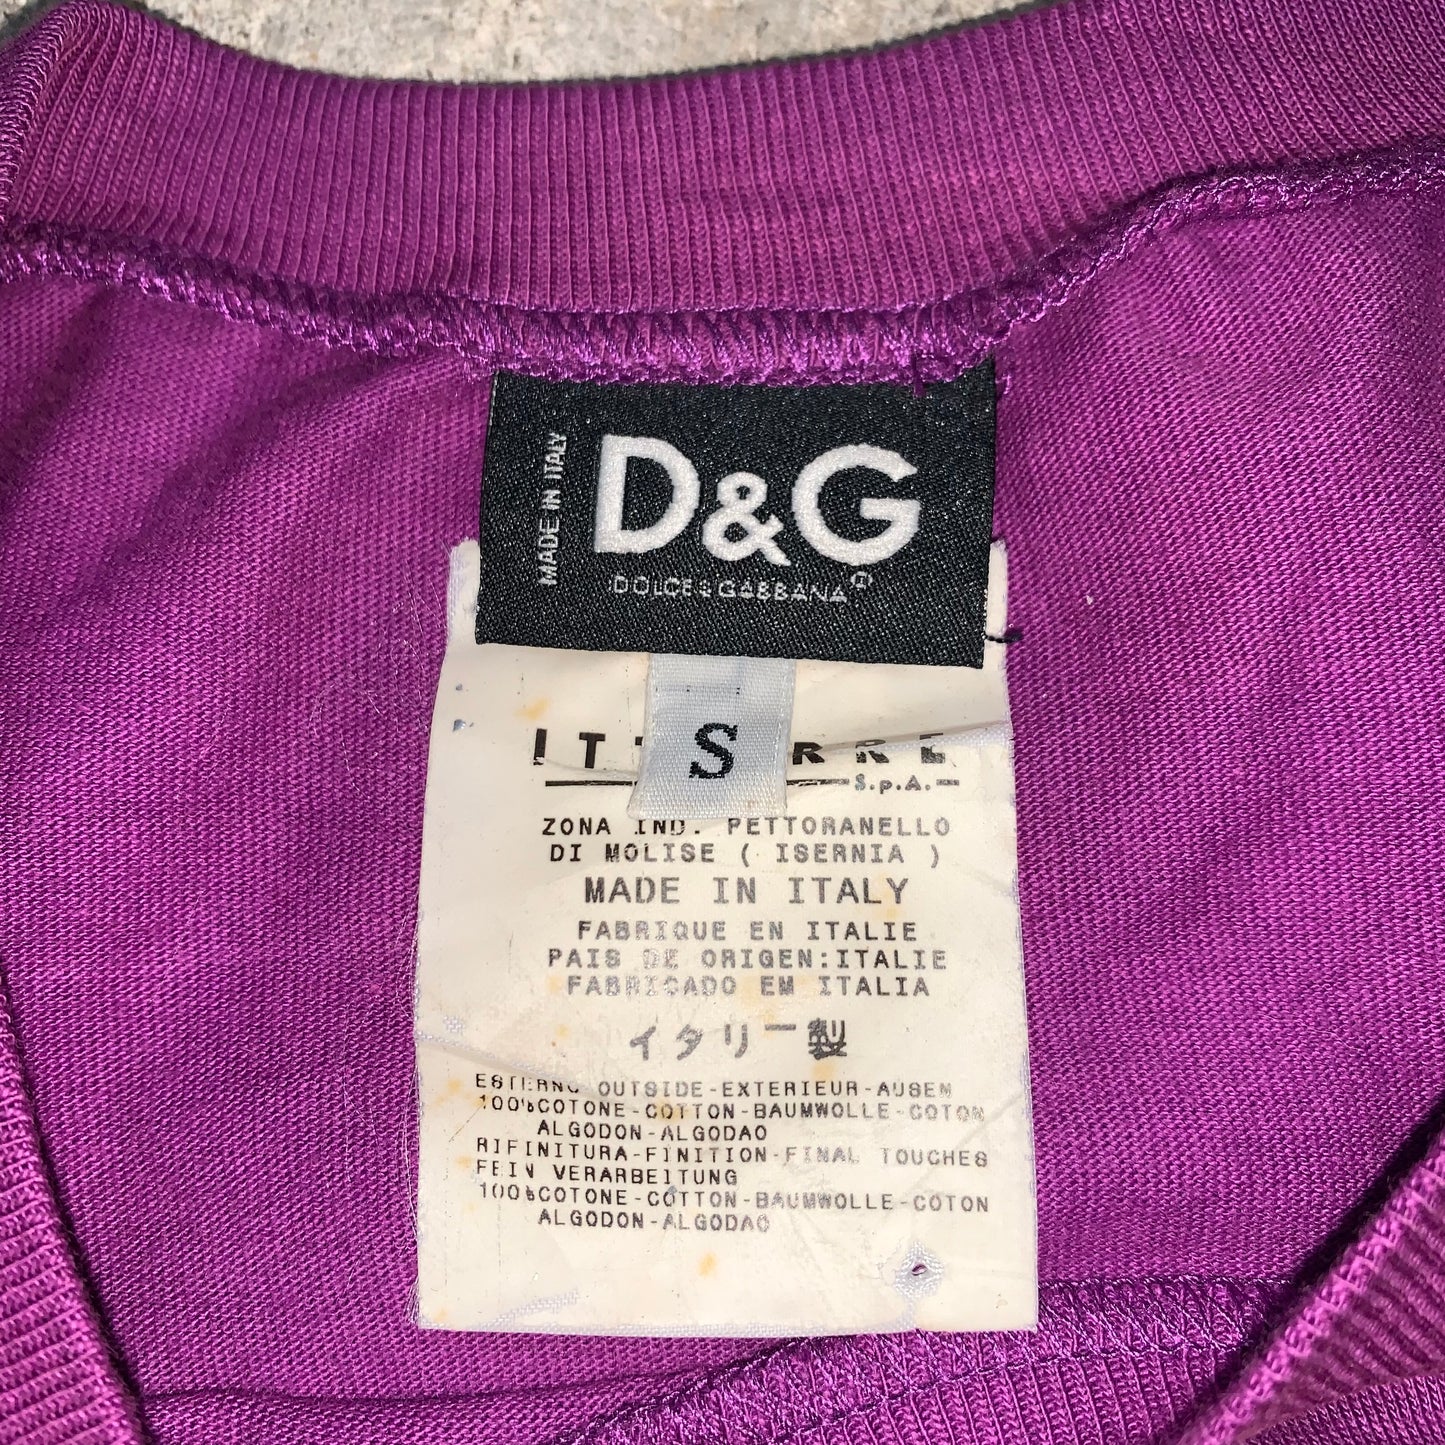 MADE IN ITALY
D&G
DOLCE & GABBANA
S
S.p.A.
ZONA IND. PETTORANELLO
DI MOLISE ( ISERNIA )
MADE IN ITALY
FABRIQUE EN ITALIE
PAIS DE ORIGEN:ITALIE
FABRICADO EM ITALIA
イタリー製
ESTERNO OUTSIDE-EXTERIEUR-AUSEN
100%COTONE-COTTON-BAUMWOLLE-COTON
ALGODON-ALGODAO
RIFINITURA-FINITION-FINAL TOUCHES
FEIN VERARBEITUNG
100%COTONE-COTTON-BAUMWOLLE-COTON
ALGODON-ALGODAO